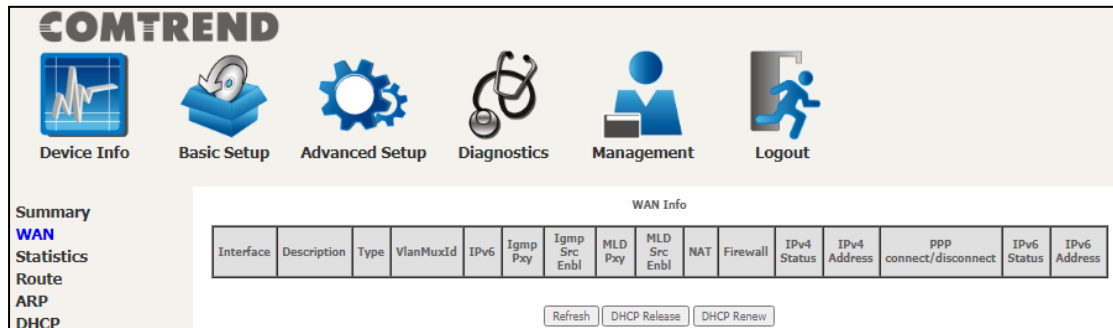 COMTREND
Device Info Basic Setup Advanced Setup Diagnostics Management Logout
Summary
WAN
Statistics
Route
ARP
DHCP
WAN Info
Interface Description Type VlanMuxId IPv6 Igmp Pxy Igmp Src Enbl MLD Pxy MLD Src Enbl NAT Firewall IPv4 Status IPv4 Address PPP connect/disconnect IPv6 Status IPv6 Address
Refresh DHCP Release DHCP Renew